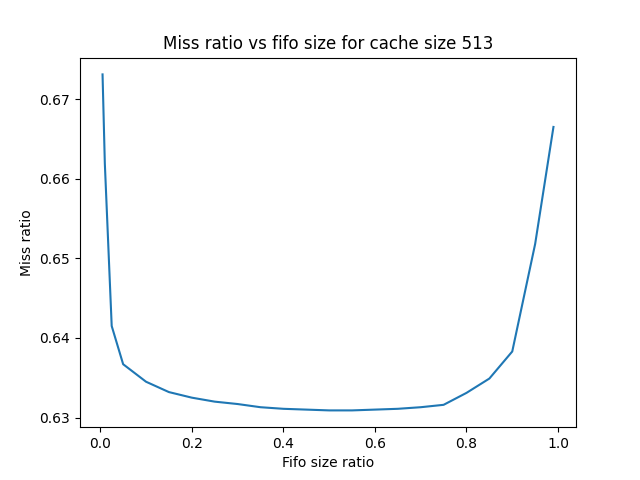 Miss ratio vs fifo size for cache size 513
0.67
0.66
0.65
0.64
0.63
Miss ratio
0.0 0.2 0.4 0.6 0.8 1.0
Fifo size ratio